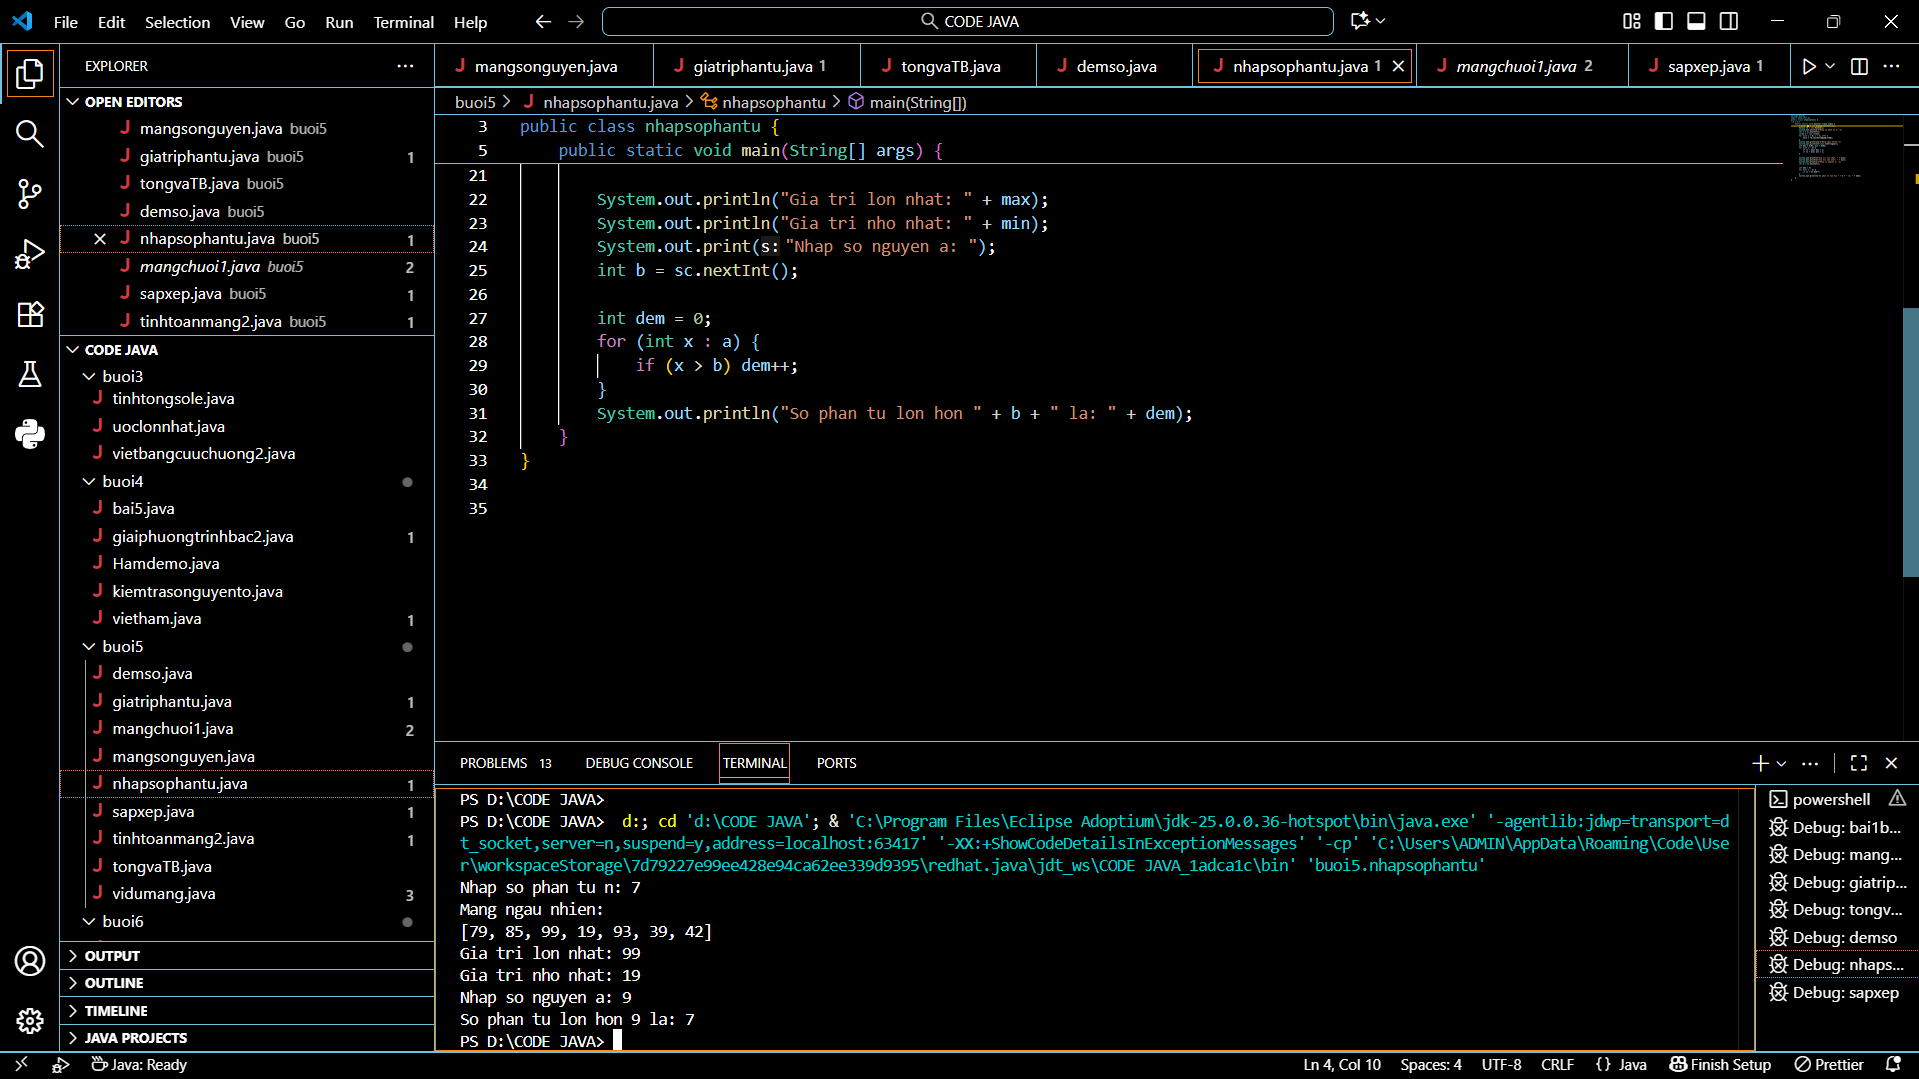 File Edit Selection View Go Run Terminal Help
CODE JAVA
EXPLORER
OPEN EDITORS
mangsonguyen.java buoi5
giatriphantu.java buoi5 1
tongvaTB.java buoi5
demso.java buoi5
nhapsophantu.java buoi5 1
mangchuoi1.java buoi5 2
sapxep.java buoi5 1
tinhtoanmang2.java buoi5 1
CODE JAVA
buoi3
tinhtongsole.java
uoclonnhat.java
vietbangcuuchuong2.java
buoi4
bai5.java
giaiphuongtrinhbac2.java 1
Hamdemo.java
kiemtrasonguyento.java
vietham.java 1
buoi5
demso.java
giatriphantu.java 1
mangchuoi1.java 2
mangsonguyen.java
nhapsophantu.java 1
sapxep.java 1
tinhtoanmang2.java 1
tongvaTB.java
vidumang.java 3
buoi6
OUTPUT
OUTLINE
TIMELINE
JAVA PROJECTS
mangsonguyen.java giatriphantu.java 1 tongvaTB.java demso.java nhapsophantu.java 1 mangchuoi1.java 2 sapxep.java 1
buoi5 > nhapsophantu.java > nhapsophantu > main(String[])
3 public class nhapsophantu {
5 public static void main(String[] args) {
21
22 System.out.println("Gia tri lon nhat: " + max);
23 System.out.println("Gia tri nho nhat: " + min);
24 System.out.print(s: "Nhap so nguyen a: ");
25 int b = sc.nextInt();
26
27 int dem = 0;
28 for (int x : a) {
29 if (x > b) dem++;
30 }
31 System.out.println("So phan tu lon hon " + b + " la: " + dem);
32 }
33 }
34
35
PROBLEMS 13 DEBUG CONSOLE TERMINAL PORTS
PS D:\CODE JAVA>
PS D:\CODE JAVA> d:; cd 'd:\CODE JAVA'; & 'C:\Program Files\Eclipse Adoptium\jdk-25.0.0.36-hotspot\bin\java.exe' '-agentlib:jdwp=transport=d
t_socket,server=n,suspend=y,address=localhost:63417' '-XX:+ShowCodeDetailsInExceptionMessages' '-cp' 'C:\Users\ADMIN\AppData\Roaming\Code\Use
r\workspaceStorage\7d79227e99ee428e94ca62ee339d9395\redhat.java\jdt_ws\CODE JAVA_1adca1c\bin' 'buoi5.nhapsophantu'
Nhap so phan tu n: 7
Mang ngau nhien:
[79, 85, 99, 19, 93, 39, 42]
Gia tri lon nhat: 99
Gia tri nho nhat: 19
Nhap so nguyen a: 9
So phan tu lon hon 9 la: 7
PS D:\CODE JAVA>
powershell
Debug: bai1b...
Debug: mang...
Debug: giatrip...
Debug: tongv...
Debug: demso
Debug: nhaps...
Debug: sapxep
Java: Ready
Ln 4, Col 10 Spaces: 4 UTF-8 CRLF {} Java Finish Setup Prettier